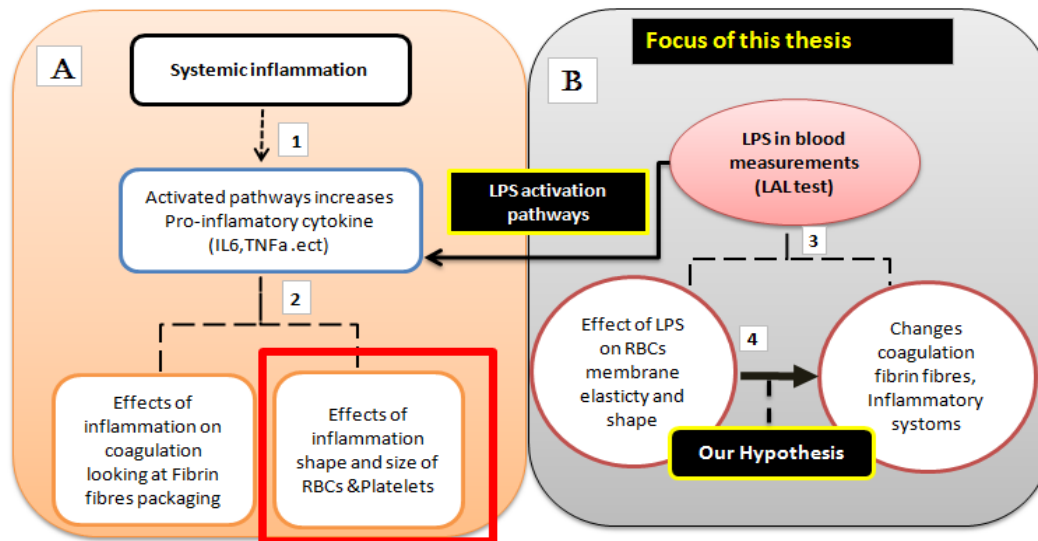 A
Systemic inflammation
1
Activated pathways increases
Pro-inflamatory cytokine
(IL6,TNFa .ect)
2
Effects of
inflammation on
coagulation
looking at Fibrin
fibres packaging
Effects of
inflammation
shape and size of
RBCs &Platelets
LPS activation
pathways
Focus of this thesis
B
LPS in blood
measurements
(LAL test)
3
Effect of LPS
on RBCs
membrane
elasticty and
shape
4
Changes
coagulation
fibrin fibres,
Inflammatory
systoms
Our Hypothesis